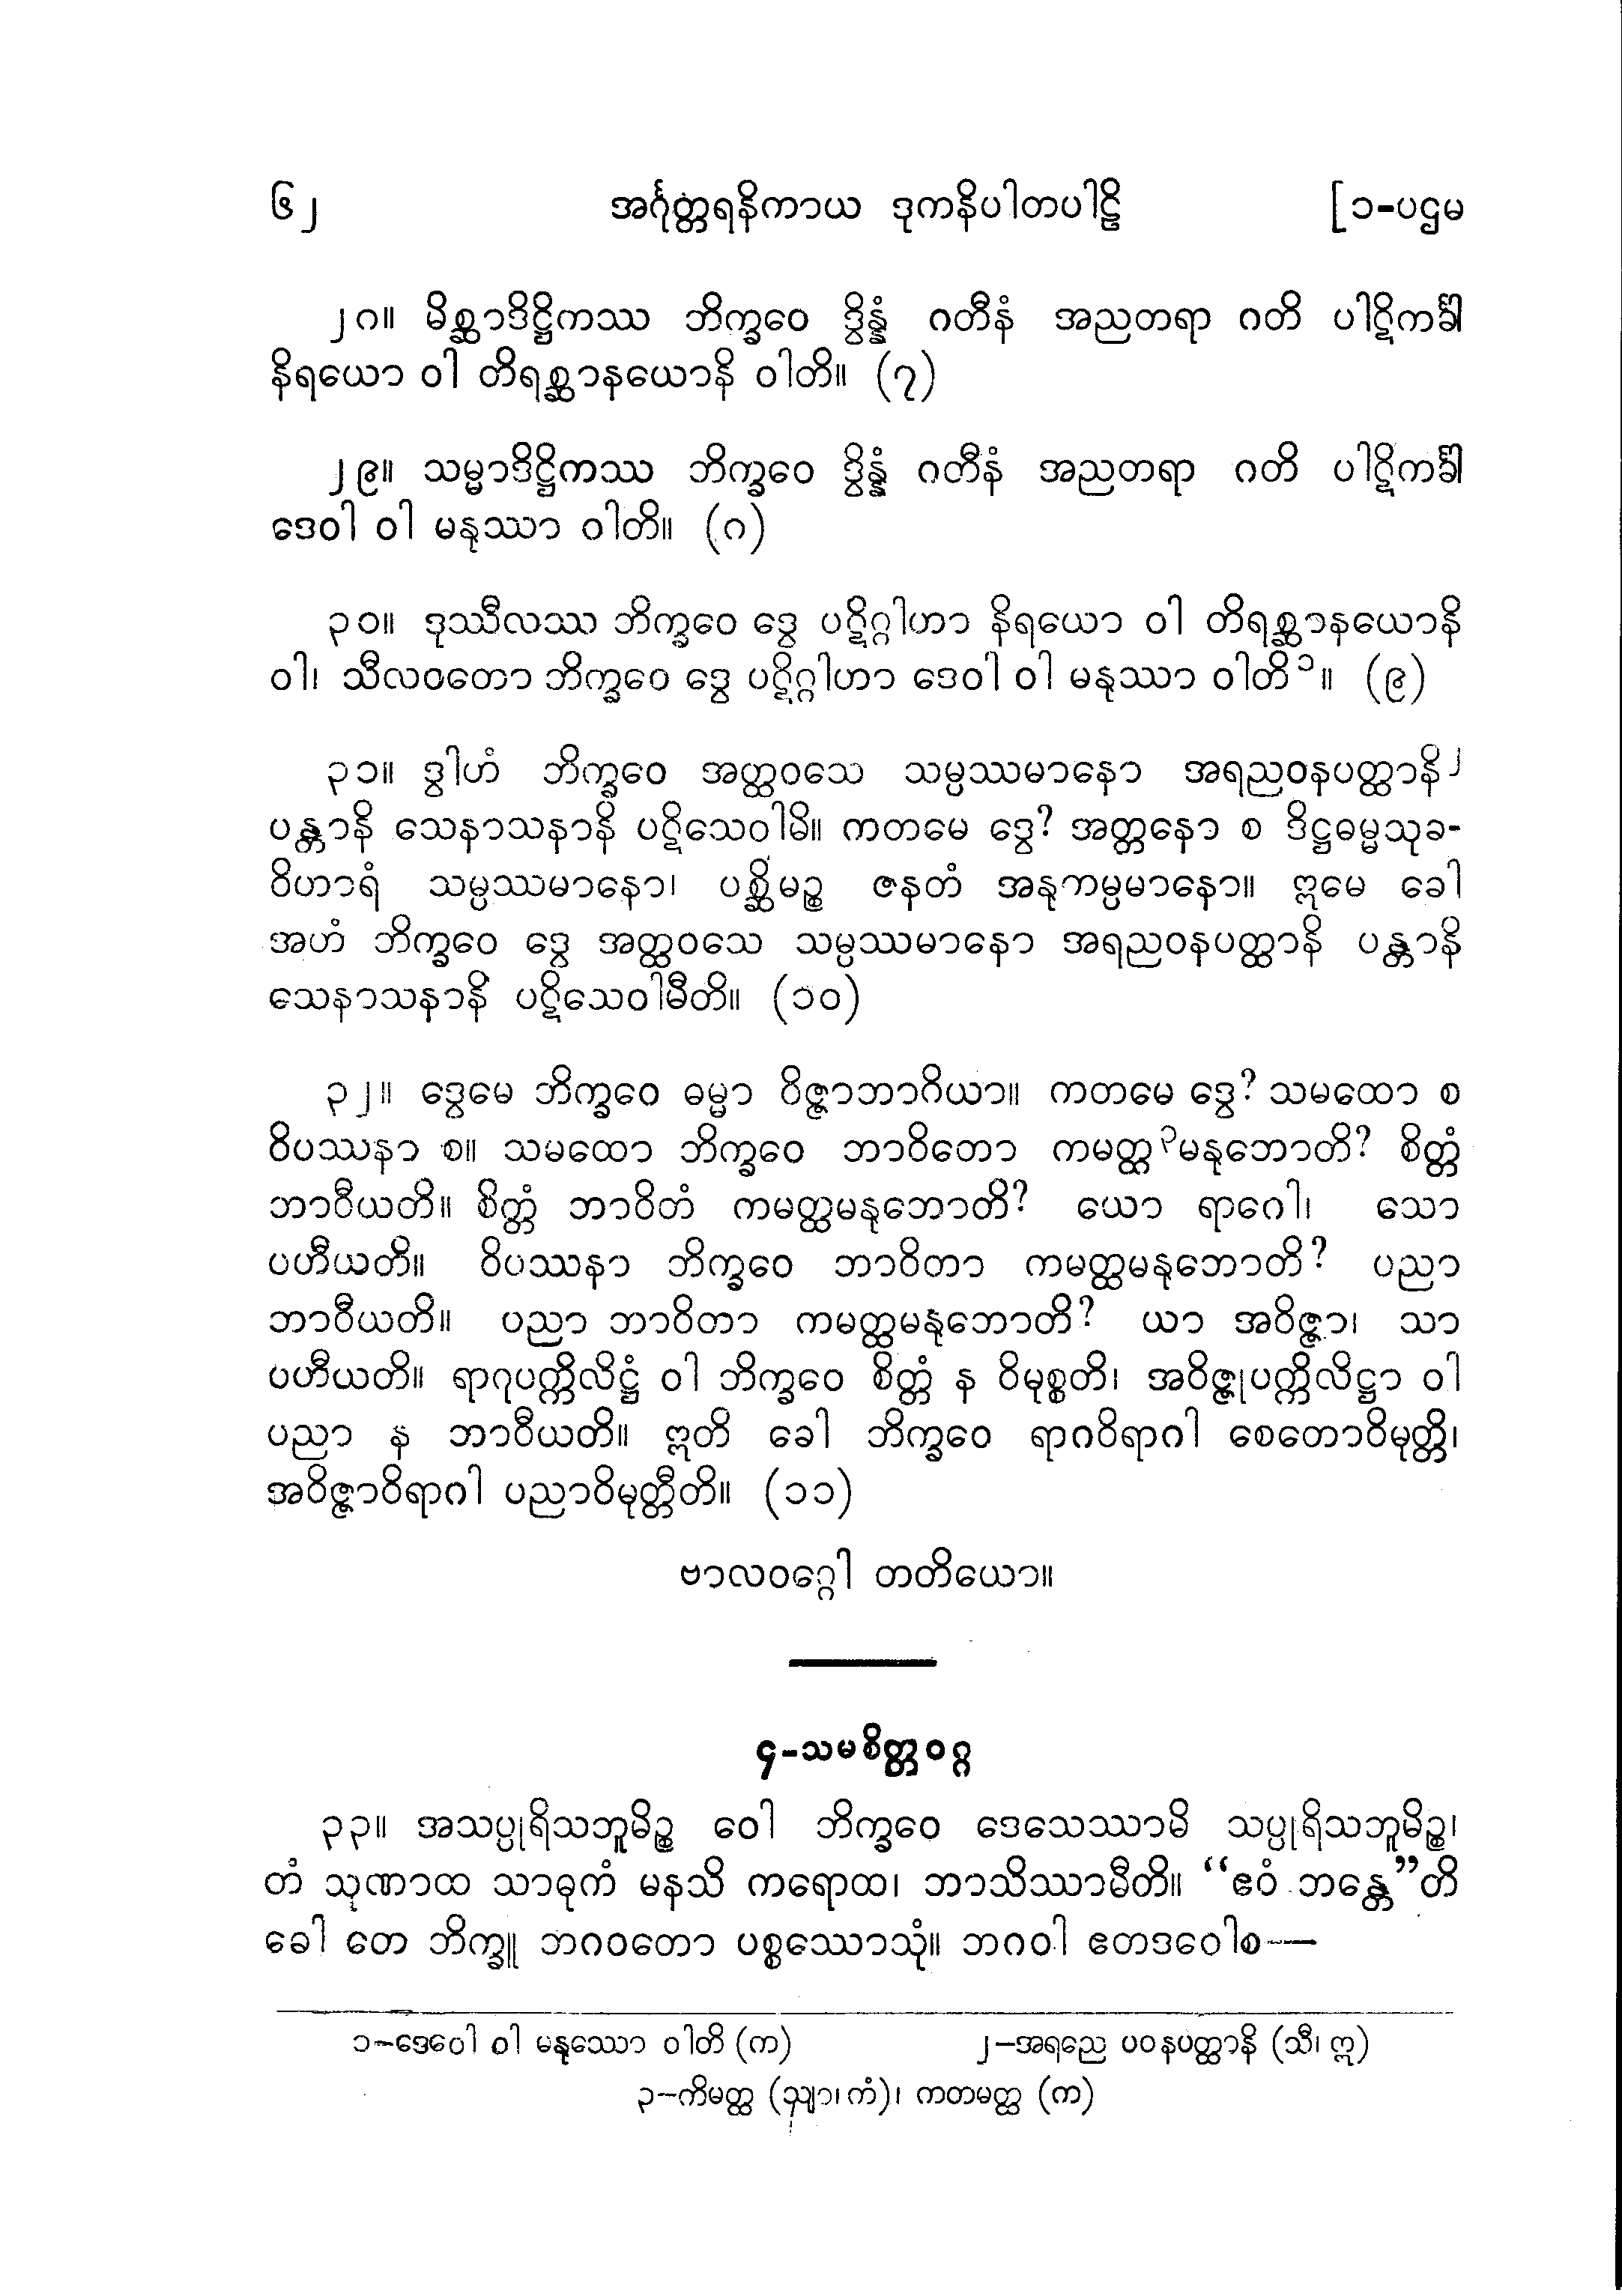 ၆၂ အင်္ဂုတ္တရနိကာယ ဒုကနိပါတပါဠိ [၁-ပဌမ
၂၈။ မိစ္ဆာဒိဋ္ဌိကဿ ဘိက္ခဝေ ဒွိန္နံ ဂတီနံ အညတရာ ဂတိ ပါဋိကင်္ခါ
နိရယော ဝါ တိရစ္ဆာနယောနိ ဝါတိ။ (၇)
၂၉။ သမ္မာဒိဋ္ဌိကဿ ဘိက္ခဝေ ဒွိန္နံ ဂတီနံ အညတရာ ဂတိ ပါဋိကင်္ခါ
ဒေဝါ ဝါ မနုဿာ ဝါတိ။ (၈)
၃၀။ ဒုဿီလဿ ဘိက္ခဝေ ဒွေ ပဋိဂ္ဂါဟာ နိရယော ဝါ တိရစ္ဆာနယောနိ
ဝါ၊ သီလဝတော ဘိက္ခဝေ ဒွေ ပဋိဂ္ဂါဟာ ဒေဝါ ဝါ မနုဿာ ဝါတိ၁။ (၉)
၃၁။ ဒွါဟံ ဘိက္ခဝေ အတ္ထဝသေ သမ္ပဿမာနော အရညဝနပတ္ထာနိ၂
ပန္တာနိ သေနာသနာနိ ပဋိသေဝါမိ။ ကတမေ ဒွေ? အတ္တနော စ ဒိဋ္ဌဓမ္မသုခ-
ဝိဟာရံ သမ္ပဿမာနော၊ ပစ္ဆိမဉ္စ ဇနတံ အနုကမ္ပမာနော။ ဣမေ ခေါ
အဟံ ဘိက္ခဝေ ဒွေ အတ္ထဝသေ သမ္ပဿမာနော အရညဝနပတ္ထာနိ ပန္တာနိ
သေနာသနာနိ ပဋိသေဝါမီတိ။ (၁၀)
၃၂။ ဒွေမေ ဘိက္ခဝေ ဓမ္မာ ဝိဇ္ဇာဘာဂိယာ။ ကတမေ ဒွေ? သမထော စ
ဝိပဿနာ စ။ သမထော ဘိက္ခဝေ ဘာဝိတော ကမတ္ထ၃မနုဘောတိ? စိတ္တံ
ဘာဝီယတိ။ စိတ္တံ ဘာဝိတံ ကမတ္ထမနုဘောတိ? ယော ရာဂေါ၊ သော
ပဟီယတိ။ ဝိပဿနာ ဘိက္ခဝေ ဘာဝိတာ ကမတ္ထမနုဘောတိ? ပညာ
ဘာဝီယတိ။ ပညာ ဘာဝိတာ ကမတ္ထမနုဘောတိ? ယာ အဝိဇ္ဇာ၊ သာ
ပဟီယတိ။ ရာဂုပက္ကိလိဋ္ဌံ ဝါ ဘိက္ခဝေ စိတ္တံ န ဝိမုစ္စတိ၊ အဝိဇ္ဇုပက္ကိလိဋ္ဌာ ဝါ
ပညာ န ဘာဝီယတိ။ ဣတိ ခေါ ဘိက္ခဝေ ရာဂဝိရာဂါ စေတောဝိမုတ္တိ၊
အဝိဇ္ဇာဝိရာဂါ ပညာဝိမုတ္တီတိ။ (၁၁)
ဗာလဝဂ္ဂေါ တတိယော။
၄-သမစိတ္တဝဂ္ဂ
၃၃။ အသပ္ပုရိသဘူမိဉ္စ ဝေါ ဘိက္ခဝေ ဒေသေဿာမိ သပ္ပုရိသဘူမိဉ္စ၊
တံ သုဏာထ သာဓုကံ မနသိ ကရောထ၊ ဘာသိဿာမီတိ။ “ဧဝံ ဘန္တေ”တိ
ခေါ တေ ဘိက္ခူ ဘဂဝတော ပစ္စဿောသုံ။ ဘဂဝါ ဧတဒဝေါစ—
၁-ဒေဝေါ ဝါ မနုဿော ဝါတိ (က) ၂-အရညေ ပဝနပတ္ထာနိ (သီ၊ ဣ)
၃-ကိမတ္ထ (သျှာ၊ ကံ)၊ ကတမတ္ထ (က)